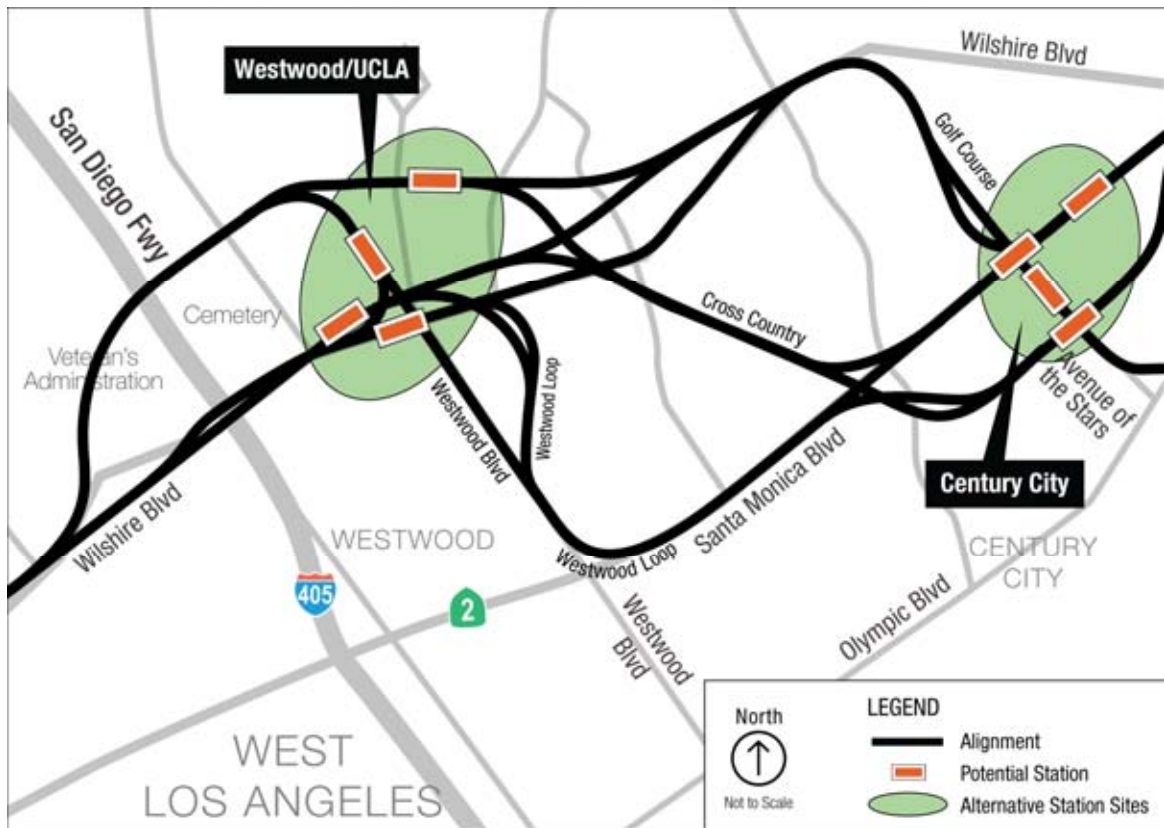 Wilshire Blvd
Westwood/UCLA
San Diego Fwy
Golf Course
Cemetery
Veteran's
Administration
Cross Country
Westwood Loop
Westwood Blvd
Avenue of
the Stars
Century City
Santa Monica Blvd
Wilshire Blvd
WESTWOOD
Westwood Loop
CENTURY
CITY
405
2
Westwood
Blvd
Olympic Blvd
WEST
LOS ANGELES
North
Not to Scale
LEGEND
Alignment
Potential Station
Alternative Station Sites